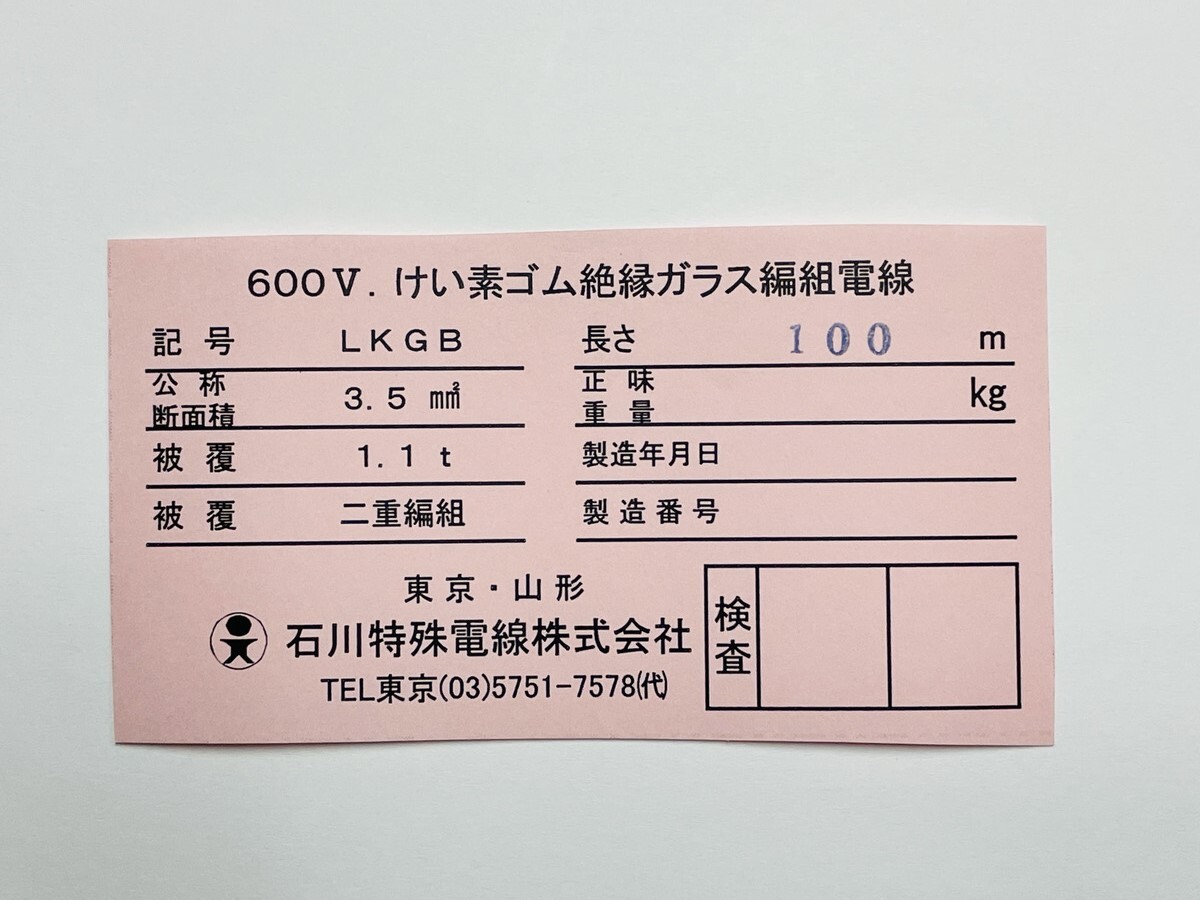 600V. けい素ゴム絶縁ガラス編組電線
記号 LKGB
公称断面積 3.5 ㎟
被覆 1.1 t
被覆 二重編組
長さ 100 m
正味重量 kg
製造年月日
製造番号
東京・山形
石川特殊電線株式会社
TEL東京(03)5751-7578㈹
検査